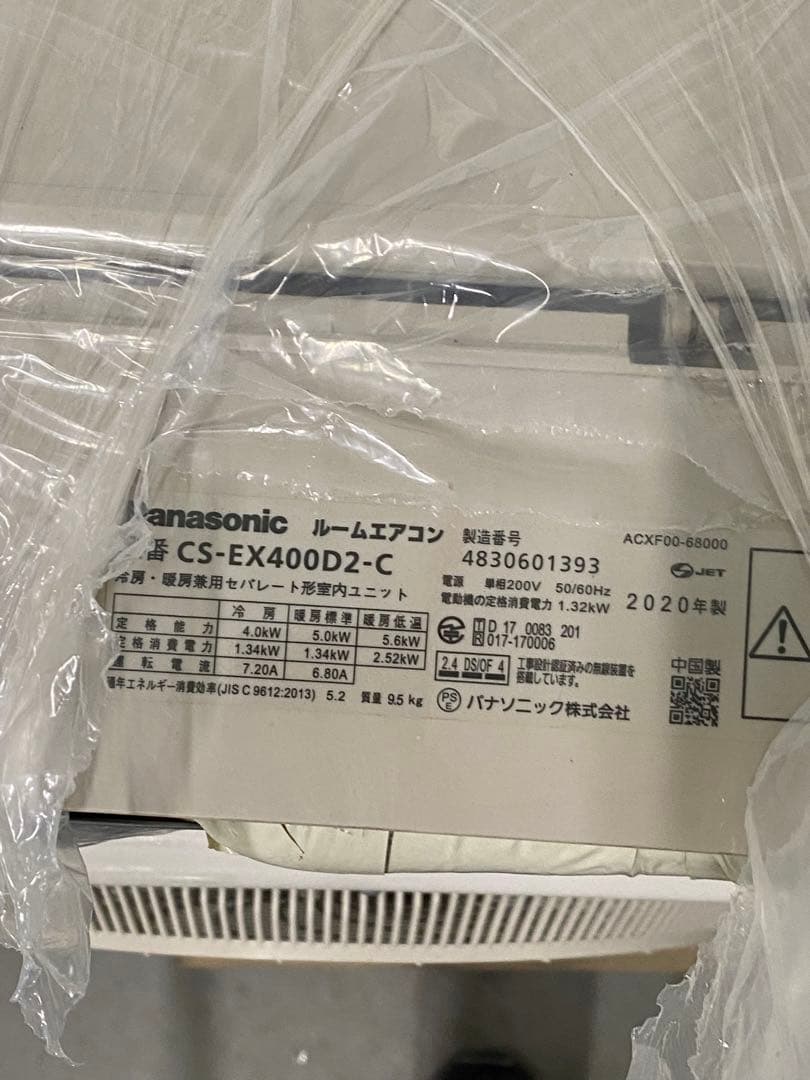 Panasonic ルームエアコン
品番 CS-EX400D2-C
冷房・暖房兼用セパレート形室内ユニット
冷房 暖房標準 暖房低温
定格能力 4.0kW 5.0kW 5.6kW
定格消費電力 1.34kW 1.34kW 2.52kW
運転電流 7.20A 6.80A
通年エネルギー消費効率(JIS C 9612:2013) 5.2 質量 9.5 kg
製造番号 ACXF00-68000
4830601393
JET
電源 単相200V 50/60Hz
電動機の定格消費電力 1.32kW 2020年製
T D 17 0083 201
R 017-170006
2.4 DS/OF 4 工事設計認証済みの無線装置を
搭載しています。
中国製
PSE パナソニック株式会社